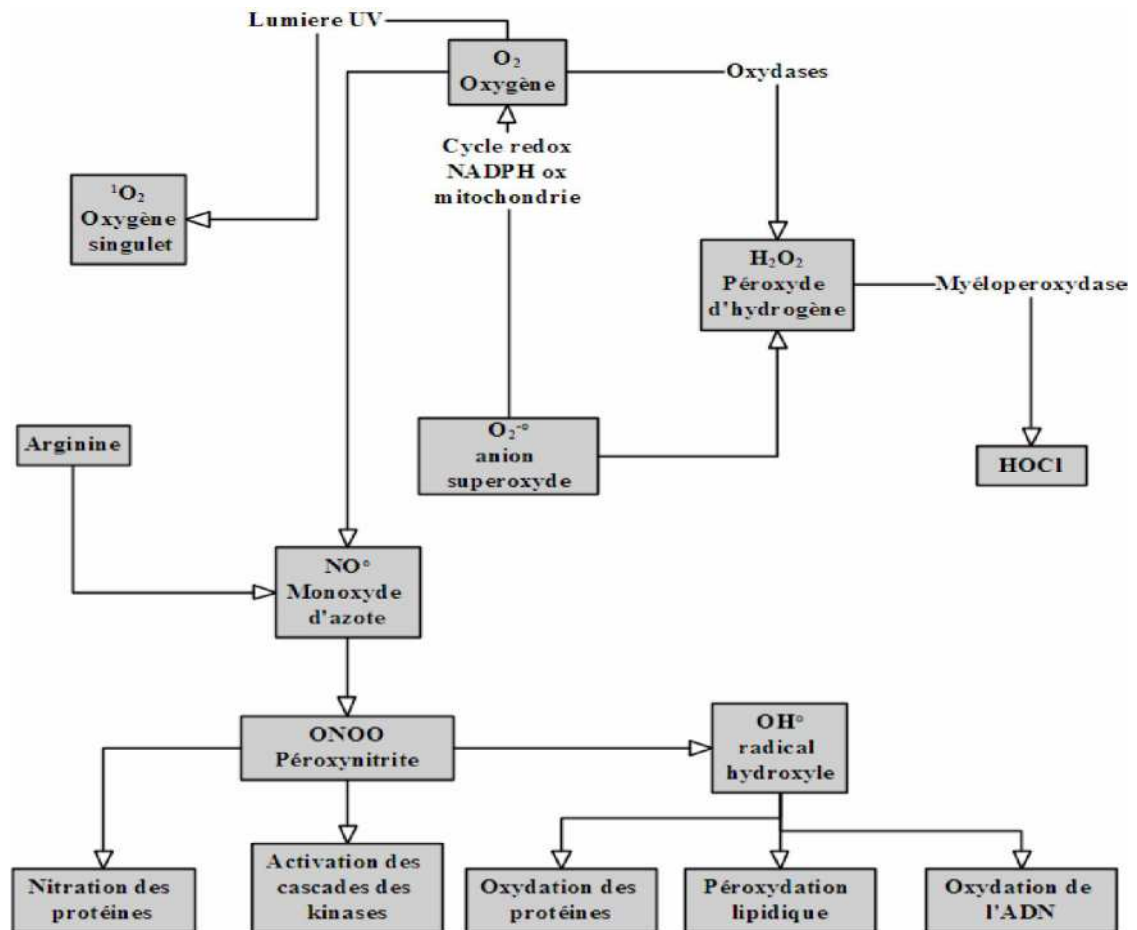 Lumiere UV
O₂
Oxygène
Oxydases
Cycle redox
NADPH ox
mitochondrie
¹O₂
Oxygène
singulet
H₂O₂
Péroxyde
d'hydrogène
Myéloperoxydase
Arginine
O₂⁻°
anion
superoxyde
HOCl
NO°
Monoxyde
d'azote
ONOO
Péroxynitrite
OH°
radical
hydroxyle
Nitration des
protéines
Activation des
cascades des
kinases
Oxydation des
protéines
Péroxydation
lipidique
Oxydation de
l'ADN